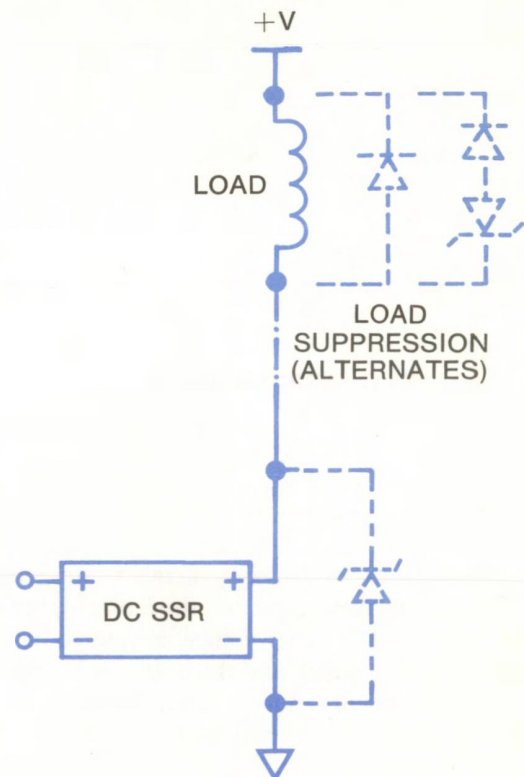 +V
LOAD
LOAD
SUPPRESSION
(ALTERNATES)
+ +
DC SSR
− −